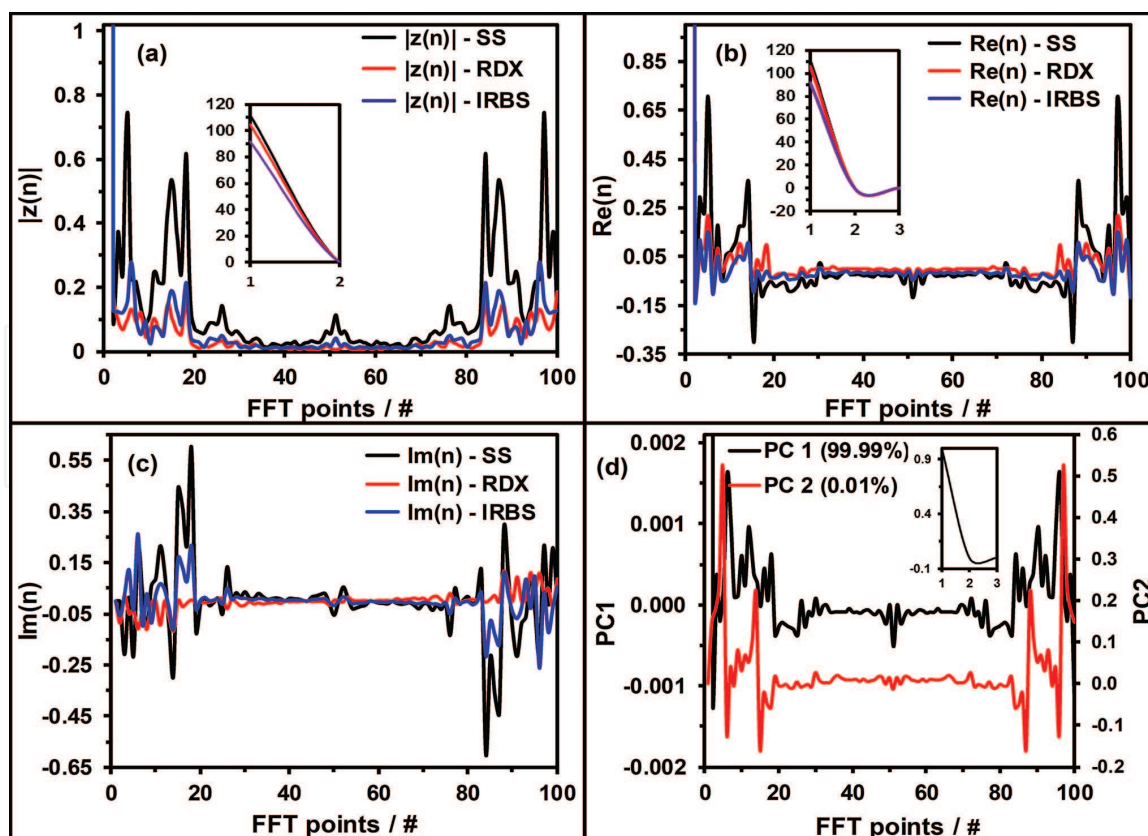 (a)
|z(n)| - SS
|z(n)| - RDX
|z(n)| - IRBS
1
0.8
0.6
0.4
0.2
0
|z(n)|
120
100
80
60
40
20
0
1 2
0 20 40 60 80 100
FFT points / #
(b)
Re(n) - SS
Re(n) - RDX
Re(n) - IRBS
0.85
0.65
0.45
0.25
0.05
-0.15
-0.35
Re(n)
120
100
80
60
40
20
0
-20
1 2 3
0 20 40 60 80 100
FFT points / #
(c)
Im(n) - SS
Im(n) - RDX
Im(n) - IRBS
0.55
0.35
0.15
-0.05
-0.25
-0.45
-0.65
Im(n)
0 20 40 60 80 100
FFT points / #
(d)
PC 1 (99.99%)
PC 2 (0.01%)
0.002
0.001
0.000
-0.001
-0.002
PC1
0.9
0.4
-0.1
1 2 3
0.6
0.5
0.4
0.3
0.2
0.1
0.0
-0.1
-0.2
PC2
0 20 40 60 80 100
FFT points / #